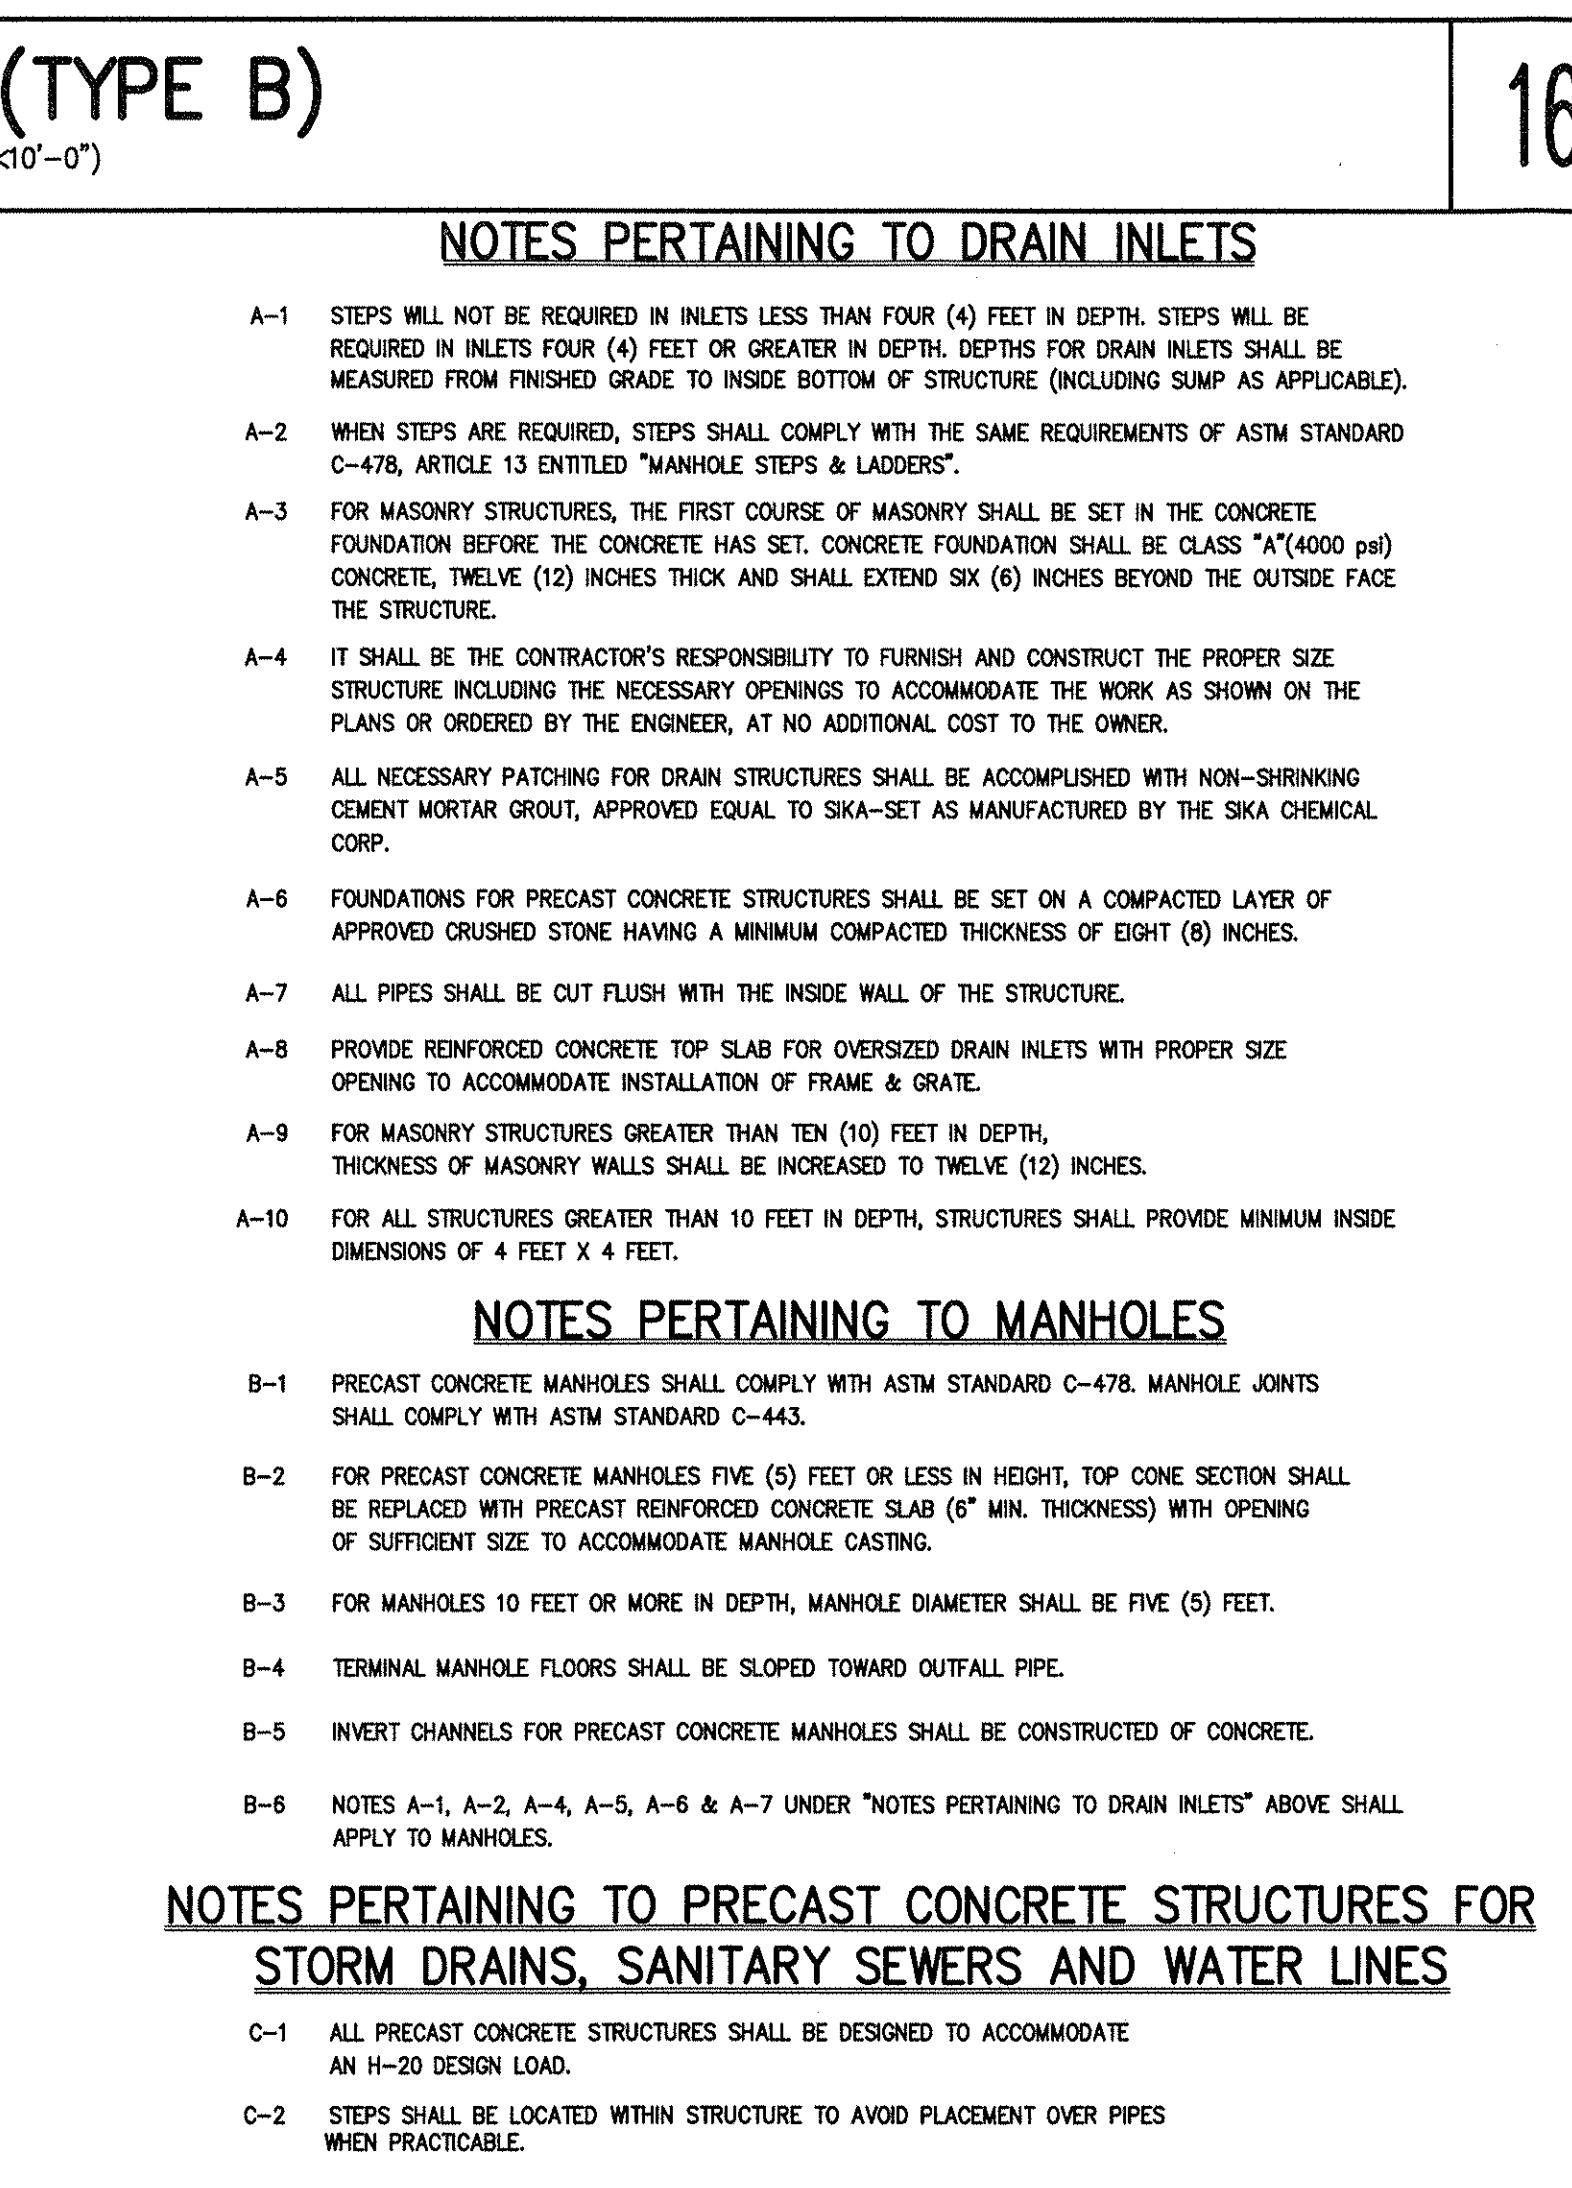 (TYPE B)
<10'-0")
16
NOTES PERTAINING TO DRAIN INLETS
A-1 STEPS WILL NOT BE REQUIRED IN INLETS LESS THAN FOUR (4) FEET IN DEPTH. STEPS WILL BE
REQUIRED IN INLETS FOUR (4) FEET OR GREATER IN DEPTH. DEPTHS FOR DRAIN INLETS SHALL BE
MEASURED FROM FINISHED GRADE TO INSIDE BOTTOM OF STRUCTURE (INCLUDING SUMP AS APPLICABLE).
A-2 WHEN STEPS ARE REQUIRED, STEPS SHALL COMPLY WITH THE SAME REQUIREMENTS OF ASTM STANDARD
C-478, ARTICLE 13 ENTITLED "MANHOLE STEPS & LADDERS".
A-3 FOR MASONRY STRUCTURES, THE FIRST COURSE OF MASONRY SHALL BE SET IN THE CONCRETE
FOUNDATION BEFORE THE CONCRETE HAS SET. CONCRETE FOUNDATION SHALL BE CLASS "A"(4000 psi)
CONCRETE, TWELVE (12) INCHES THICK AND SHALL EXTEND SIX (6) INCHES BEYOND THE OUTSIDE FACE
THE STRUCTURE.
A-4 IT SHALL BE THE CONTRACTOR'S RESPONSIBILITY TO FURNISH AND CONSTRUCT THE PROPER SIZE
STRUCTURE INCLUDING THE NECESSARY OPENINGS TO ACCOMMODATE THE WORK AS SHOWN ON THE
PLANS OR ORDERED BY THE ENGINEER, AT NO ADDITIONAL COST TO THE OWNER.
A-5 ALL NECESSARY PATCHING FOR DRAIN STRUCTURES SHALL BE ACCOMPLISHED WITH NON-SHRINKING
CEMENT MORTAR GROUT, APPROVED EQUAL TO SIKA-SET AS MANUFACTURED BY THE SIKA CHEMICAL
CORP.
A-6 FOUNDATIONS FOR PRECAST CONCRETE STRUCTURES SHALL BE SET ON A COMPACTED LAYER OF
APPROVED CRUSHED STONE HAVING A MINIMUM COMPACTED THICKNESS OF EIGHT (8) INCHES.
A-7 ALL PIPES SHALL BE CUT FLUSH WITH THE INSIDE WALL OF THE STRUCTURE.
A-8 PROVIDE REINFORCED CONCRETE TOP SLAB FOR OVERSIZED DRAIN INLETS WITH PROPER SIZE
OPENING TO ACCOMMODATE INSTALLATION OF FRAME & GRATE.
A-9 FOR MASONRY STRUCTURES GREATER THAN TEN (10) FEET IN DEPTH,
THICKNESS OF MASONRY WALLS SHALL BE INCREASED TO TWELVE (12) INCHES.
A-10 FOR ALL STRUCTURES GREATER THAN 10 FEET IN DEPTH, STRUCTURES SHALL PROVIDE MINIMUM INSIDE
DIMENSIONS OF 4 FEET X 4 FEET.
NOTES PERTAINING TO MANHOLES
B-1 PRECAST CONCRETE MANHOLES SHALL COMPLY WITH ASTM STANDARD C-478. MANHOLE JOINTS
SHALL COMPLY WITH ASTM STANDARD C-443.
B-2 FOR PRECAST CONCRETE MANHOLES FIVE (5) FEET OR LESS IN HEIGHT, TOP CONE SECTION SHALL
BE REPLACED WITH PRECAST REINFORCED CONCRETE SLAB (6" MIN. THICKNESS) WITH OPENING
OF SUFFICIENT SIZE TO ACCOMMODATE MANHOLE CASTING.
B-3 FOR MANHOLES 10 FEET OR MORE IN DEPTH, MANHOLE DIAMETER SHALL BE FIVE (5) FEET.
B-4 TERMINAL MANHOLE FLOORS SHALL BE SLOPED TOWARD OUTFALL PIPE.
B-5 INVERT CHANNELS FOR PRECAST CONCRETE MANHOLES SHALL BE CONSTRUCTED OF CONCRETE.
B-6 NOTES A-1, A-2, A-4, A-5, A-6 & A-7 UNDER "NOTES PERTAINING TO DRAIN INLETS" ABOVE SHALL
APPLY TO MANHOLES.
NOTES PERTAINING TO PRECAST CONCRETE STRUCTURES FOR
STORM DRAINS, SANITARY SEWERS AND WATER LINES
C-1 ALL PRECAST CONCRETE STRUCTURES SHALL BE DESIGNED TO ACCOMMODATE
AN H-20 DESIGN LOAD.
C-2 STEPS SHALL BE LOCATED WITHIN STRUCTURE TO AVOID PLACEMENT OVER PIPES
WHEN PRACTICABLE.